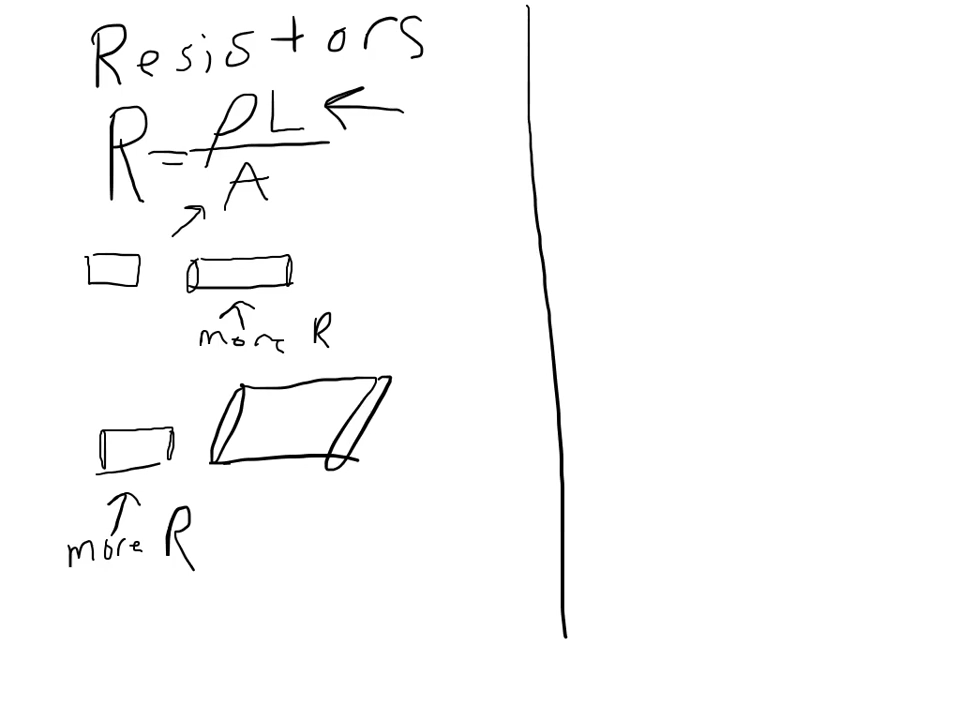 Resistors
R = ρL / A
more R
more R